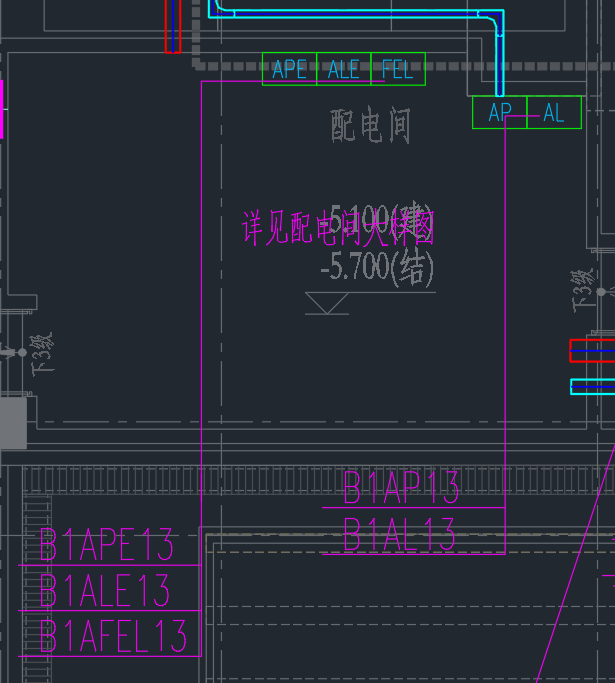 APE ALE FEL
AP AL
配电间
-5.100(建)
详见配电间大样图
-5.700(结)
下3级
下3级
B1AP13
B1AL13
B1APE13
B1ALE13
B1AFEL13